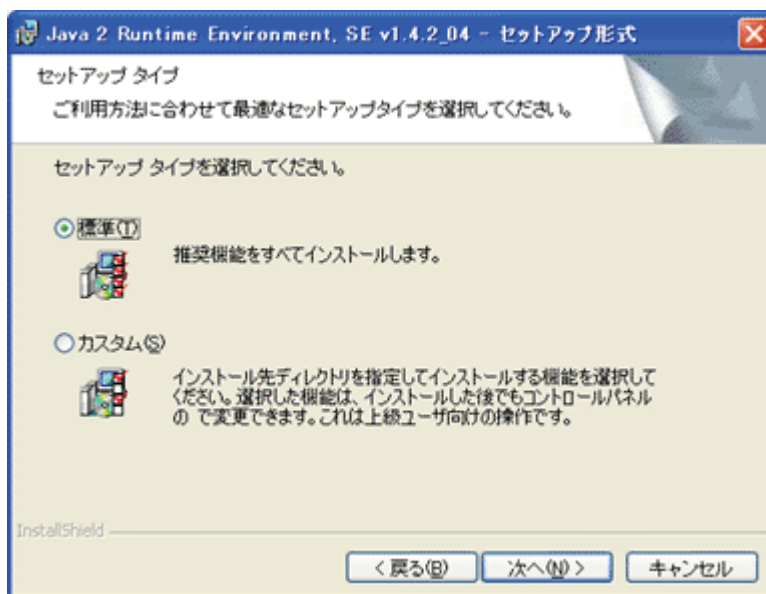 Java 2 Runtime Environment, SE v1.4.2_04 - セットアップ形式
セットアップ タイプ
ご利用方法に合わせて最適なセットアップタイプを選択してください。
セットアップ タイプを選択してください。
標準(T)
推奨機能をすべてインストールします。
カスタム(S)
インストール先ディレクトリを指定してインストールする機能を選択して
ください。選択した機能は、インストールした後でもコントロールパネル
の で変更できます。これは上級ユーザ向けの操作です。
InstallShield
< 戻る(B)
次へ(N) >
キャンセル